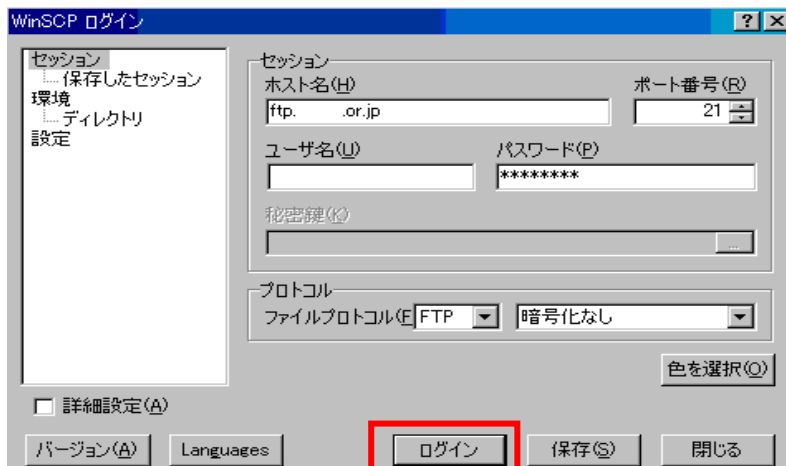 WinSCP ログイン
セッション
保存したセッション
環境
ディレクトリ
設定
セッション
ホスト名(H)
ポート番号(R)
ftp. .or.jp
21
ユーザ名(U)
パスワード(P)
********
秘密鍵(K)
...
プロトコル
ファイルプロトコル(F
FTP
暗号化なし
色を選択(O)
詳細設定(A)
バージョン(A)
Languages
ログイン
保存(S)
閉じる